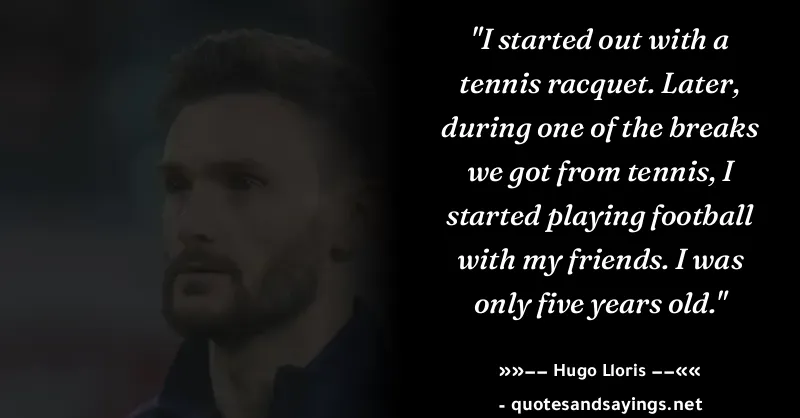 "I started out with a
tennis racquet. Later,
during one of the breaks
we got from tennis, I
started playing football
with my friends. I was
only five years old."
»»−− Hugo Lloris −−««
- quotesandsayings.net